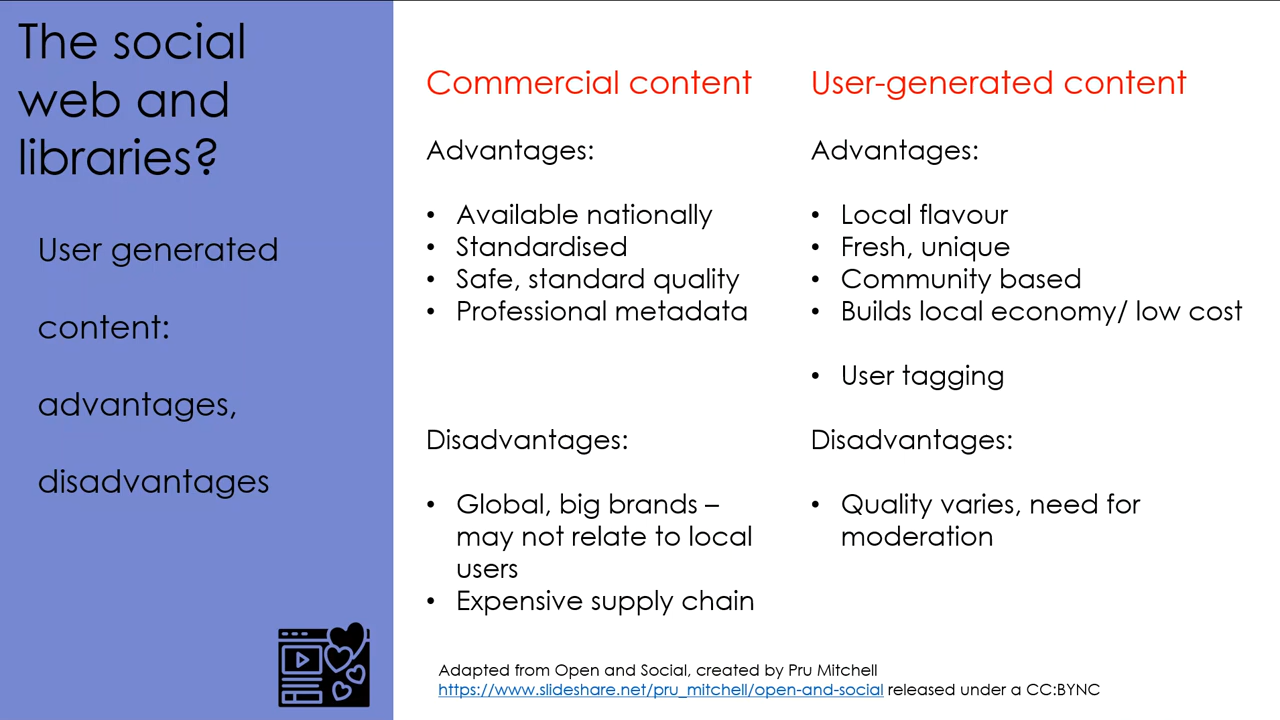 The social
web and
libraries?
User generated
content:
advantages,
disadvantages
Commercial content
Advantages:
• Available nationally
• Standardised
• Safe, standard quality
• Professional metadata
Disadvantages:
• Global, big brands –
may not relate to local
users
• Expensive supply chain
User-generated content
Advantages:
• Local flavour
• Fresh, unique
• Community based
• Builds local economy/ low cost
• User tagging
Disadvantages:
• Quality varies, need for
moderation
Adapted from Open and Social, created by Pru Mitchell
https://www.slideshare.net/pru_mitchell/open-and-social released under a CC:BYNC